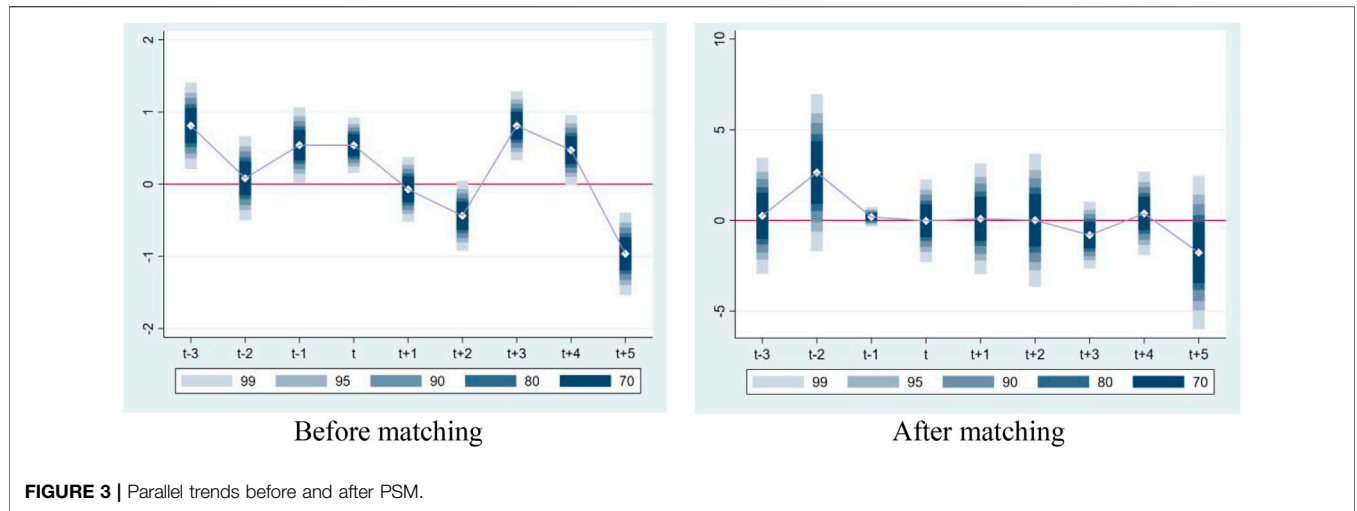 2
1
0
-1
-2
t-3 t-2 t-1 t t+1 t+2 t+3 t+4 t+5
99 95 90 80 70
Before matching
10
5
0
-5
t-3 t-2 t-1 t t+1 t+2 t+3 t+4 t+5
99 95 90 80 70
After matching
FIGURE 3 | Parallel trends before and after PSM.